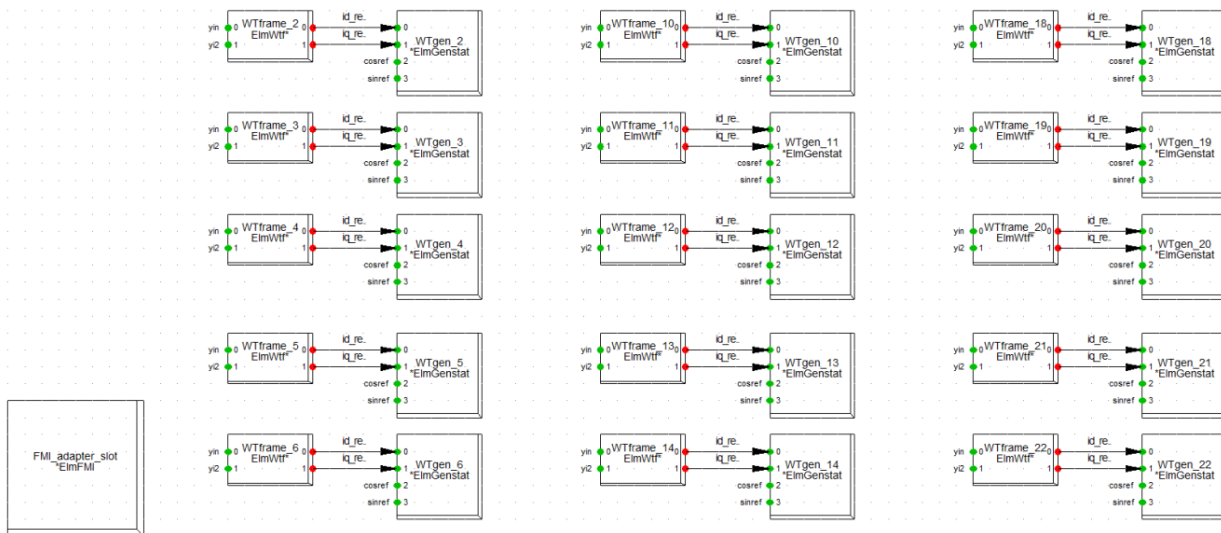 yin 0 WTframe_2 0 id_re. 0
ElmWtf*
yi2 1 1 iq_re. 1 WTgen_2
*ElmGenstat
cosref 2
sinref 3
yin 0 WTframe_10 0 id_re. 0
ElmWtf*
yi2 1 1 iq_re. 1 WTgen_10
*ElmGenstat
cosref 2
sinref 3
yin 0 WTframe_18 0 id_re. 0
ElmWtf*
yi2 1 1 iq_re. 1 WTgen_18
*ElmGenstat
cosref 2
sinref 3
yin 0 WTframe_3 0 id_re. 0
ElmWtf*
yi2 1 1 iq_re. 1 WTgen_3
*ElmGenstat
cosref 2
sinref 3
yin 0 WTframe_11 0 id_re. 0
ElmWtf*
yi2 1 1 iq_re. 1 WTgen_11
*ElmGenstat
cosref 2
sinref 3
yin 0 WTframe_19 0 id_re. 0
ElmWtf*
yi2 1 1 iq_re. 1 WTgen_19
*ElmGenstat
cosref 2
sinref 3
yin 0 WTframe_4 0 id_re. 0
ElmWtf*
yi2 1 1 iq_re. 1 WTgen_4
*ElmGenstat
cosref 2
sinref 3
yin 0 WTframe_12 0 id_re. 0
ElmWtf*
yi2 1 1 iq_re. 1 WTgen_12
*ElmGenstat
cosref 2
sinref 3
yin 0 WTframe_20 0 id_re. 0
ElmWtf*
yi2 1 1 iq_re. 1 WTgen_20
*ElmGenstat
cosref 2
sinref 3
yin 0 WTframe_5 0 id_re. 0
ElmWtf*
yi2 1 1 iq_re. 1 WTgen_5
*ElmGenstat
cosref 2
sinref 3
yin 0 WTframe_13 0 id_re. 0
ElmWtf*
yi2 1 1 iq_re. 1 WTgen_13
*ElmGenstat
cosref 2
sinref 3
yin 0 WTframe_21 0 id_re. 0
ElmWtf*
yi2 1 1 iq_re. 1 WTgen_21
*ElmGenstat
cosref 2
sinref 3
FMI_adapter_slot
*ElmFMI
yin 0 WTframe_6 0 id_re. 0
ElmWtf*
yi2 1 1 iq_re. 1 WTgen_6
*ElmGenstat
cosref 2
sinref 3
yin 0 WTframe_14 0 id_re. 0
ElmWtf*
yi2 1 1 iq_re. 1 WTgen_14
*ElmGenstat
cosref 2
sinref 3
yin 0 WTframe_22 0 id_re. 0
ElmWtf*
yi2 1 1 iq_re. 1 WTgen_22
*ElmGenstat
cosref 2
sinref 3